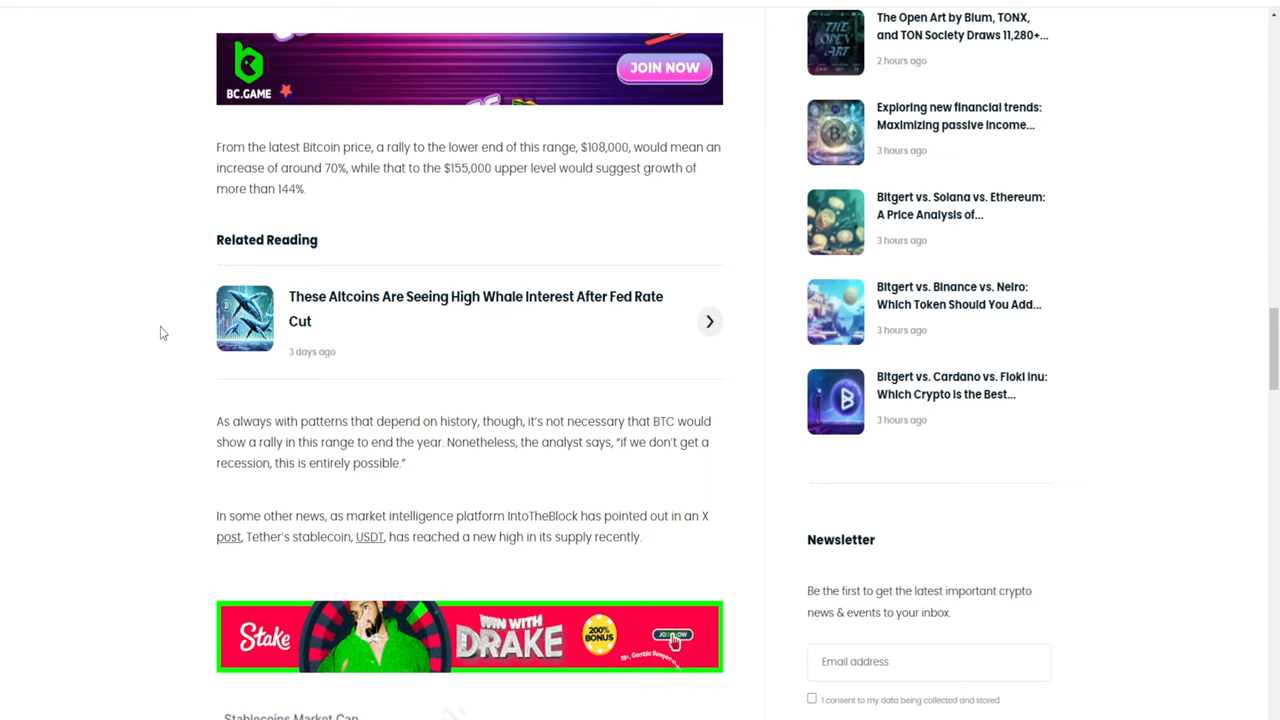 BC.GAME
JOIN NOW
From the latest Bitcoin price, a rally to the lower end of this range, $108,000, would mean an
increase of around 70%, while that to the $155,000 upper level would suggest growth of
more than 144%.
Related Reading
These Altcoins Are Seeing High Whale Interest After Fed Rate
Cut
3 days ago
As always with patterns that depend on history, though, it's not necessary that BTC would
show a rally in this range to end the year. Nonetheless, the analyst says, “if we don't get a
recession, this is entirely possible.”
In some other news, as market intelligence platform IntoTheBlock has pointed out in an X
post, Tether's stablecoin, USDT, has reached a new high in its supply recently.
Stake
WIN WITH
DRAKE
200%
BONUS
JOIN NOW
18+, Gamble Responsibly
Stablecoins Market Cap
THE
OPEN
ART
The Open Art by Blum, TONX,
and TON Society Draws 11,280+...
2 hours ago
Exploring new financial trends:
Maximizing passive income...
3 hours ago
Bitgert vs. Solana vs. Ethereum:
A Price Analysis of...
3 hours ago
Bitgert vs. Binance vs. Neiro:
Which Token Should You Add...
3 hours ago
Bitgert vs. Cardano vs. Floki Inu:
Which Crypto is the Best...
3 hours ago
Newsletter
Be the first to get the latest important crypto
news & events to your inbox.
Email address
I consent to my data being collected and stored